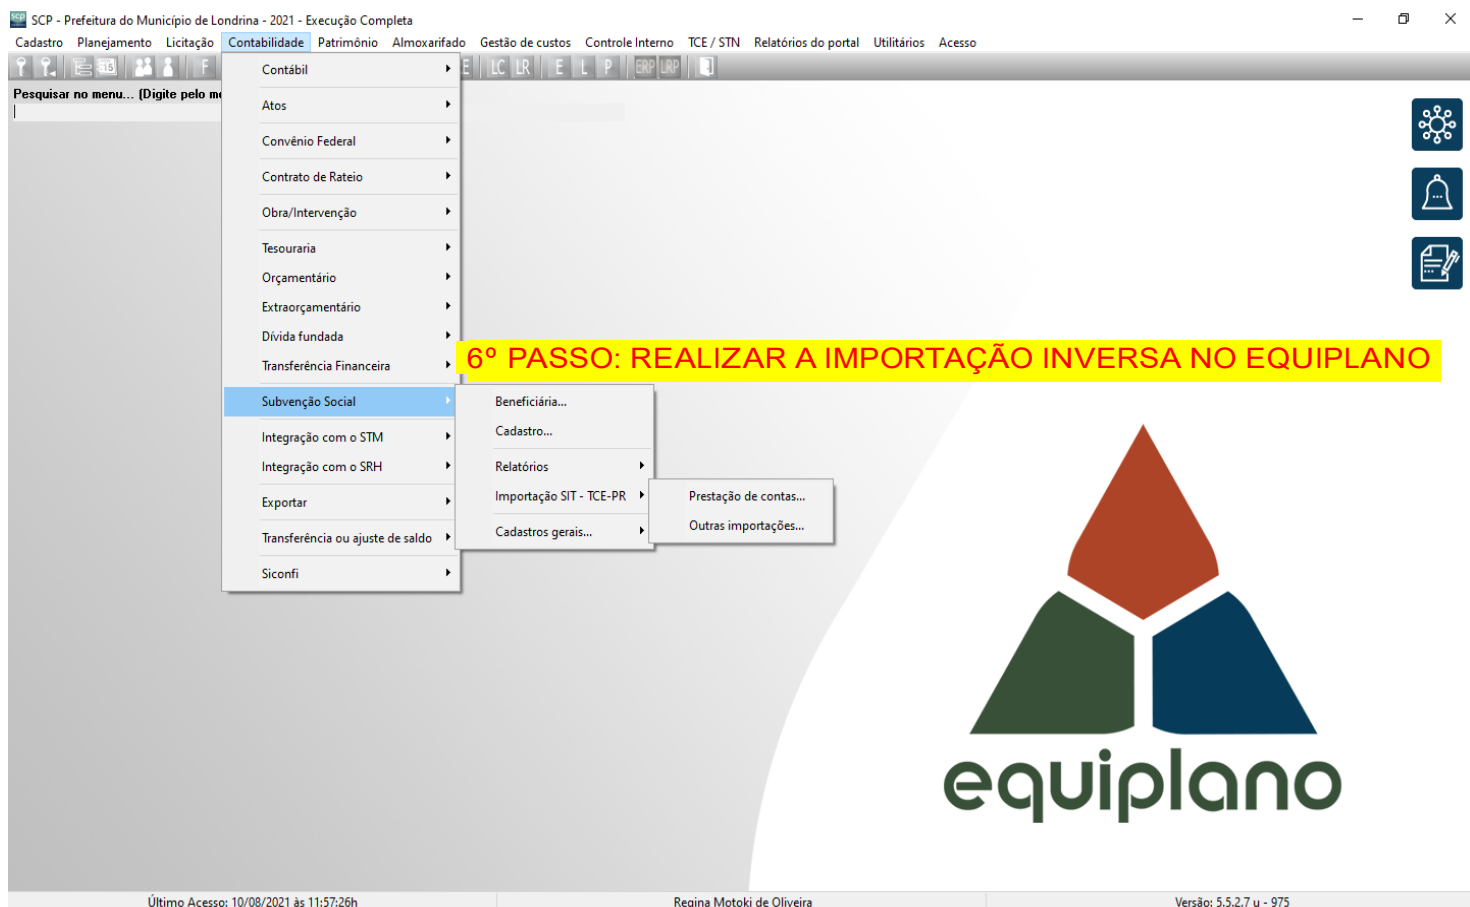 SCP - Prefeitura do Município de Londrina - 2021 - Execução Completa
Cadastro Planejamento Licitação Contabilidade Patrimônio Almoxarifado Gestão de custos Controle Interno TCE / STN Relatórios do portal Utilitários Acesso
F E LC LR E L P ERP LRP
Pesquisar no menu... (Digite pelo me
Contábil
Atos
Convênio Federal
Contrato de Rateio
Obra/Intervenção
Tesouraria
Orçamentário
Extraorçamentário
Dívida fundada
Transferência Financeira
6º PASSO: REALIZAR A IMPORTAÇÃO INVERSA NO EQUIPLANO
Subvenção Social
Integração com o STM
Integração com o SRH
Exportar
Transferência ou ajuste de saldo
Siconfi
Beneficiária...
Cadastro...
Relatórios
Importação SIT - TCE-PR
Cadastros gerais...
Prestação de contas...
Outras importações...
equiplano
Último Acesso: 10/08/2021 às 11:57:26h
Regina Motoki de Oliveira
Versão: 5.5.2.7 u - 975